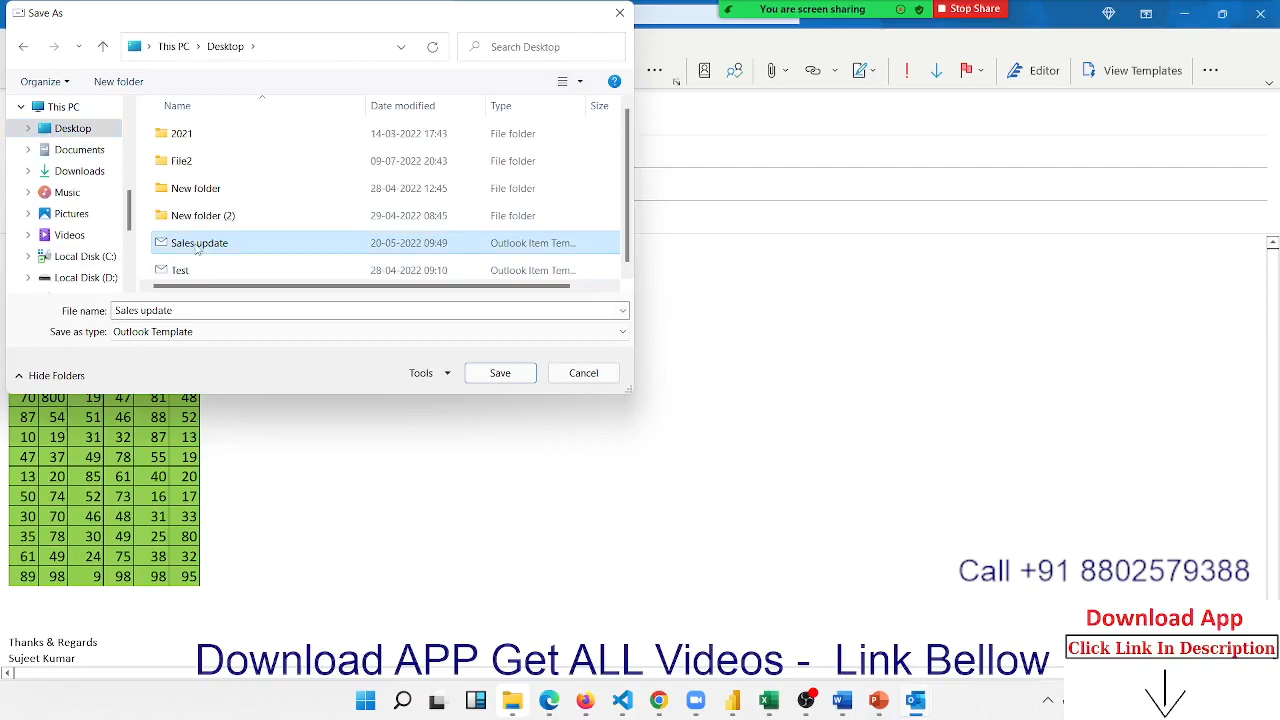 Save As
You are screen sharing
Stop Share
This PC
Desktop
Search Desktop
Organize
New folder
Editor
View Templates
This PC
Desktop
Documents
Downloads
Music
Pictures
Videos
Local Disk (C:)
Local Disk (D:)
Name Date modified Type Size
2021 14-03-2022 17:43 File folder
File2 09-07-2022 20:43 File folder
New folder 28-04-2022 12:45 File folder
New folder (2) 29-04-2022 08:45 File folder
Sales update 20-05-2022 09:49 Outlook Item Tem...
Test 28-04-2022 09:10 Outlook Item Tem...
File name: Sales update
Save as type: Outlook Template
Hide Folders
Tools
Save
Cancel
70 800 19 47 81 48
87 54 51 46 88 52
10 19 31 32 87 13
47 37 49 78 55 19
13 20 85 61 40 20
50 74 52 73 16 17
30 70 46 48 31 33
35 78 30 49 25 80
61 49 24 75 38 32
89 98 9 98 98 95
Call +91 8802579388
Thanks & Regards
Sujeet Kumar
Download APP Get ALL Videos - Link Bellow
Download App
Click Link In Description